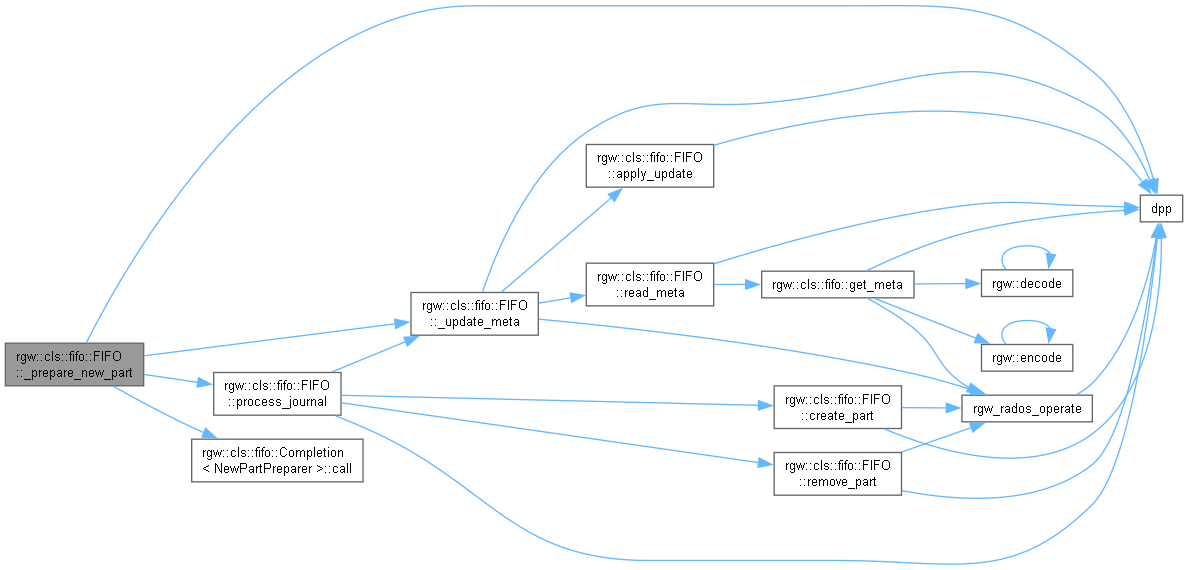 rgw::cls::fifo::FIFO
::_prepare_new_part
rgw::cls::fifo::FIFO
::process_journal
rgw::cls::fifo::Completion
< NewPartPreparer >::call
rgw::cls::fifo::FIFO
::_update_meta
rgw::cls::fifo::FIFO
::apply_update
rgw::cls::fifo::FIFO
::read_meta
rgw::cls::fifo::get_meta
rgw::cls::fifo::FIFO
::create_part
rgw::cls::fifo::FIFO
::remove_part
rgw::decode
rgw::encode
rgw_rados_operate
dpp